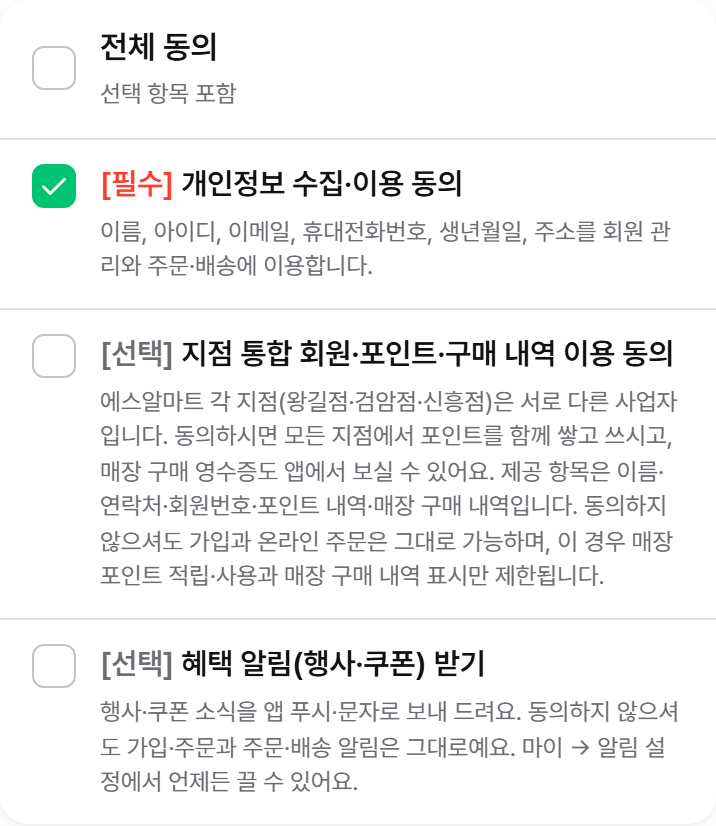 전체 동의
선택 항목 포함
[필수] 개인정보 수집·이용 동의
이름, 아이디, 이메일, 휴대전화번호, 생년월일, 주소를 회원 관
리와 주문·배송에 이용합니다.
[선택] 지점 통합 회원·포인트·구매 내역 이용 동의
에스알마트 각 지점(왕길점·검암점·신흥점)은 서로 다른 사업자
입니다. 동의하시면 모든 지점에서 포인트를 함께 쌓고 쓰시고,
매장 구매 영수증도 앱에서 보실 수 있어요. 제공 항목은 이름·
연락처·회원번호·포인트 내역·매장 구매 내역입니다. 동의하지
않으셔도 가입과 온라인 주문은 그대로 가능하며, 이 경우 매장
포인트 적립·사용과 매장 구매 내역 표시만 제한됩니다.
[선택] 혜택 알림(행사·쿠폰) 받기
행사·쿠폰 소식을 앱 푸시·문자로 보내 드려요. 동의하지 않으셔
도 가입·주문과 주문·배송 알림은 그대로예요. 마이 → 알림 설
정에서 언제든 끌 수 있어요.